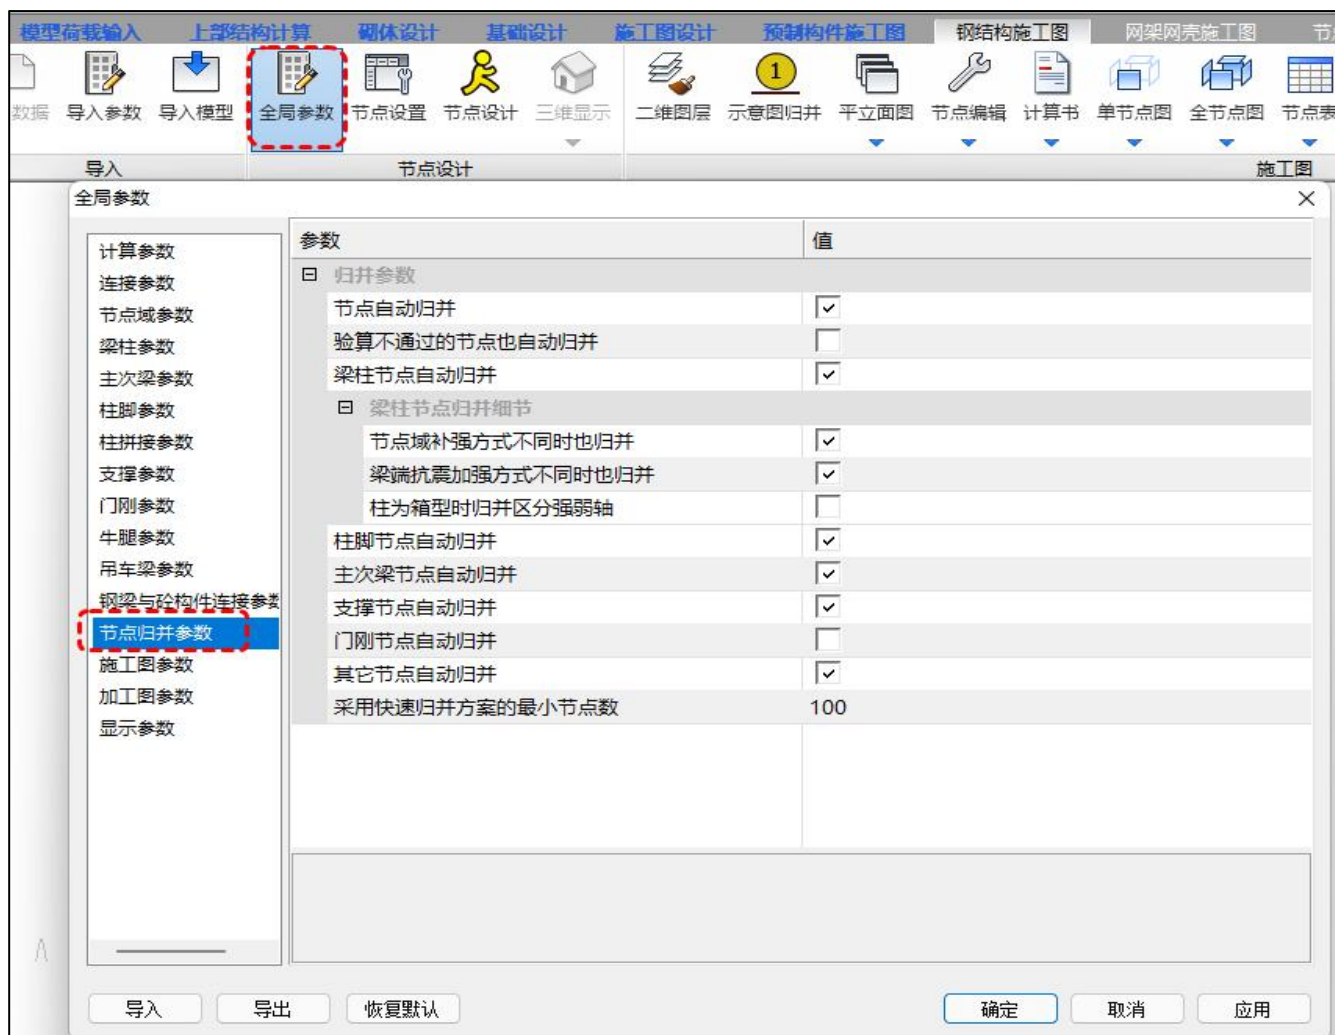 模型荷载输入 上部结构计算 砌体设计 基础设计 施工图设计 预制构件施工图 钢结构施工图 网架网壳施工图
数据 导入参数 导入模型 全局参数 节点设置 节点设计 三维显示 二维图层 示意图归并 平立面图 节点编辑 计算书 单节点图 全节点图 节点表
导入 节点设计 施工图
全局参数
计算参数
连接参数
节点域参数
梁柱参数
主次梁参数
柱脚参数
柱拼接参数
支撑参数
门刚参数
牛腿参数
吊车梁参数
钢梁与砼构件连接参数
节点归并参数
施工图参数
加工图参数
显示参数
参数 值
归并参数
节点自动归并
验算不通过的节点也自动归并
梁柱节点自动归并
梁柱节点归并细节
节点域补强方式不同时也归并
梁端抗震加强方式不同时也归并
柱为箱型时归并区分强弱轴
柱脚节点自动归并
主次梁节点自动归并
支撑节点自动归并
门刚节点自动归并
其它节点自动归并
采用快速归并方案的最小节点数 100
导入 导出 恢复默认 确定 取消 应用